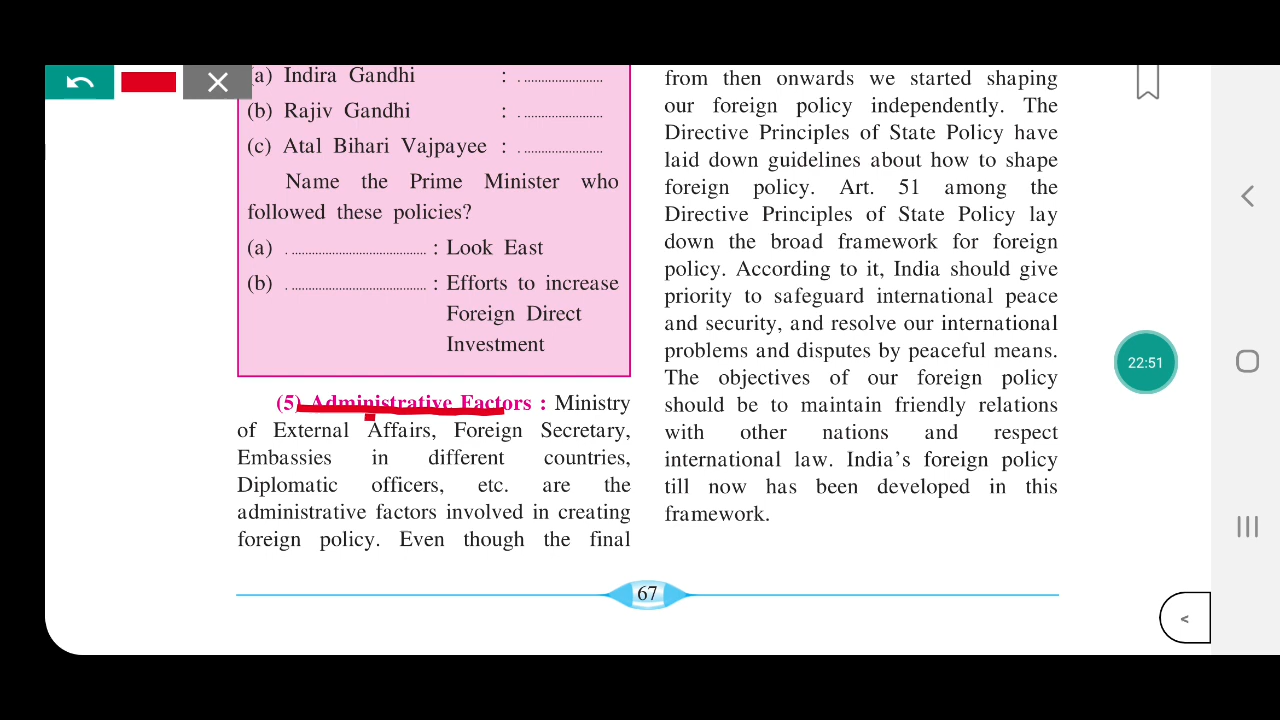 (a) Indira Gandhi : . ........................
(b) Rajiv Gandhi : . ........................
(c) Atal Bihari Vajpayee : . ........................
Name the Prime Minister who
followed these policies?
(a) . ........................................ : Look East
(b) . ........................................ : Efforts to increase
Foreign Direct
Investment
(5) Administrative Factors : Ministry
of External Affairs, Foreign Secretary,
Embassies in different countries,
Diplomatic officers, etc. are the
administrative factors involved in creating
foreign policy. Even though the final
from then onwards we started shaping
our foreign policy independently. The
Directive Principles of State Policy have
laid down guidelines about how to shape
foreign policy. Art. 51 among the
Directive Principles of State Policy lay
down the broad framework for foreign
policy. According to it, India should give
priority to safeguard international peace
and security, and resolve our international
problems and disputes by peaceful means.
The objectives of our foreign policy
should be to maintain friendly relations
with other nations and respect
international law. India's foreign policy
till now has been developed in this
framework.
67
22:51